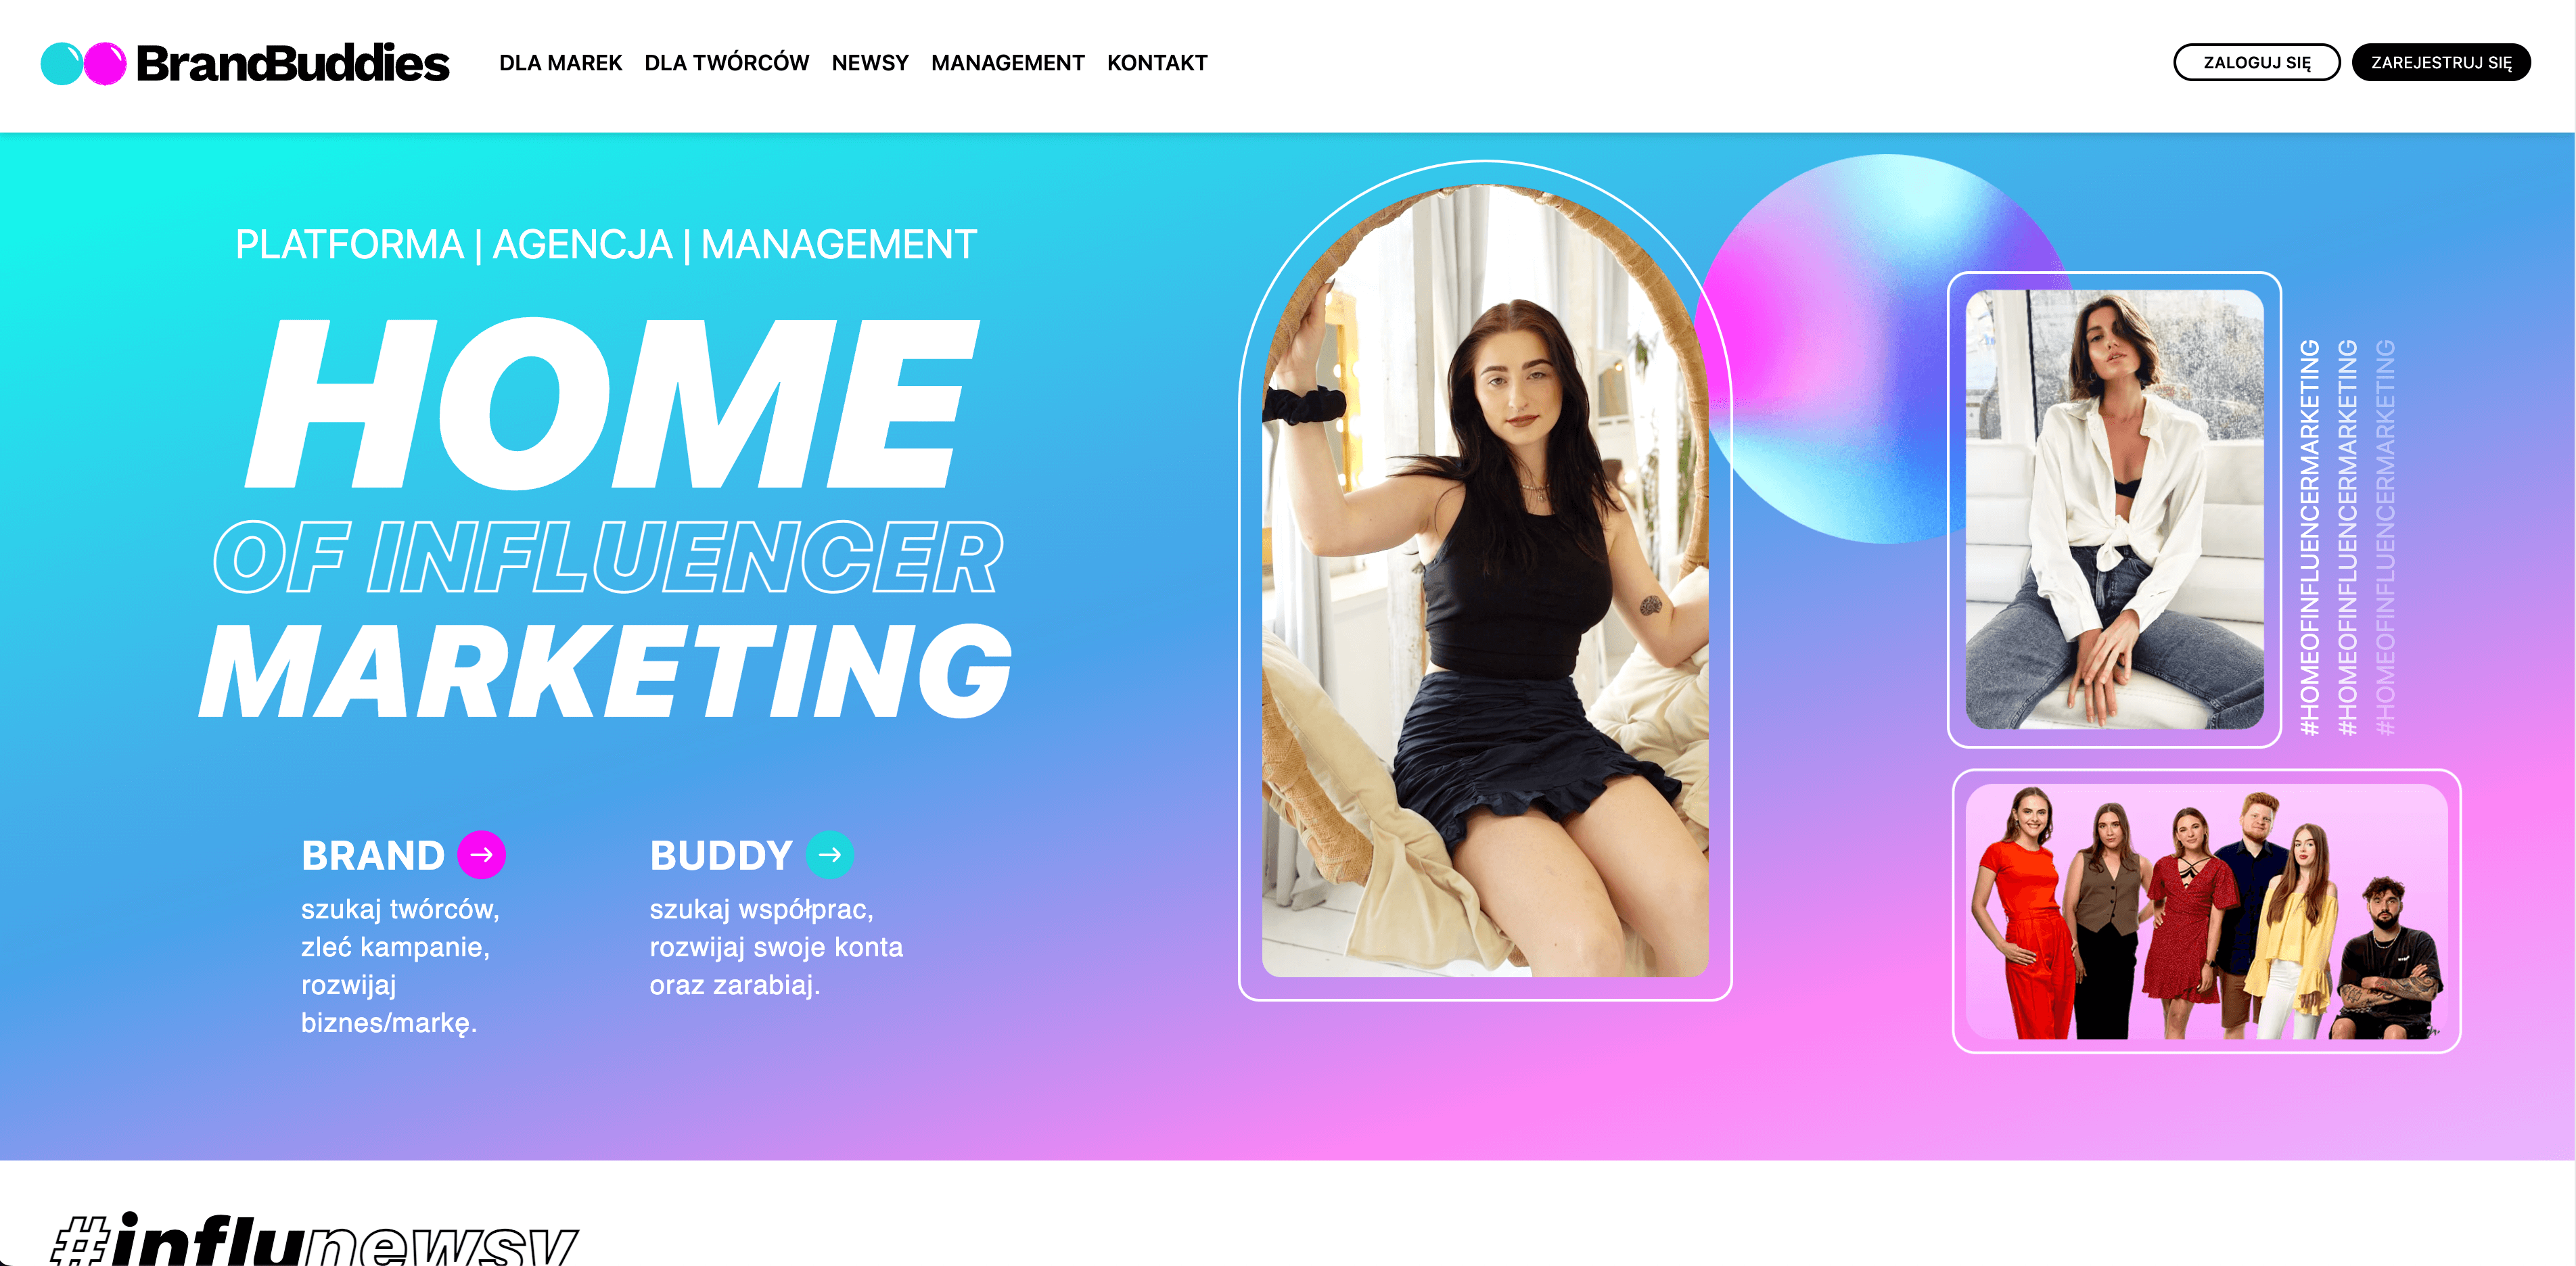 BrandBuddies
DLA MAREK DLA TWÓRCÓW NEWSY MANAGEMENT KONTAKT
ZALOGUJ SIĘ ZAREJESTRUJ SIĘ
PLATFORMA | AGENCJA | MANAGEMENT
HOME
OF INFLUENCER
MARKETING
BRAND
szukaj twórców,
zleć kampanie,
rozwijaj
biznes/markę.
BUDDY
szukaj współprac,
rozwijaj swoje konta
oraz zarabiaj.
#HOMEOFINFLUENCERMARKETING
#HOMEOFINFLUENCERMARKETING
#HOMEOFINFLUENCERMARKETING
#influnewsy